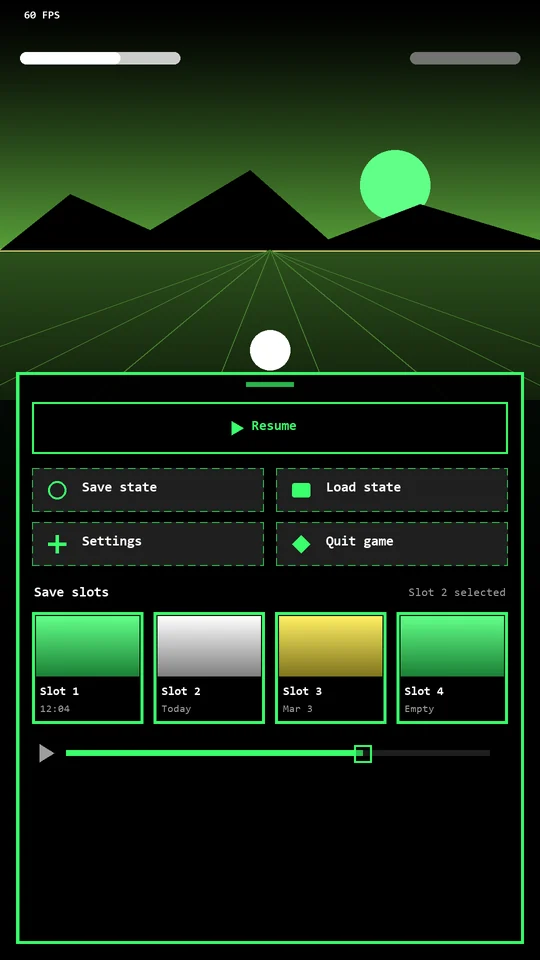 60 FPS
Resume
Save state
Load state
Settings
Quit game
Save slots
Slot 2 selected
Slot 1
12:04
Slot 2
Today
Slot 3
Mar 3
Slot 4
Empty